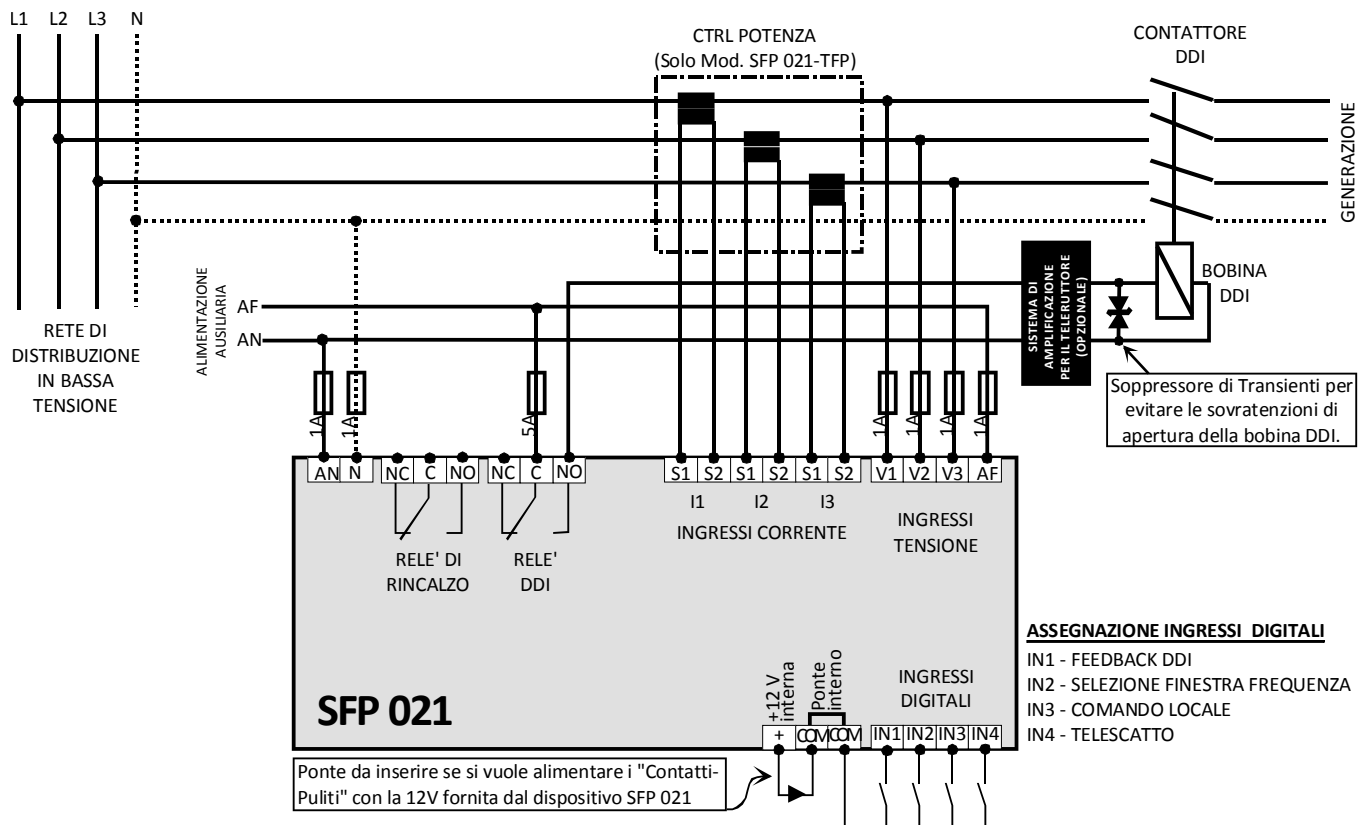 L1 L2 L3 N
CTRL POTENZA
(Solo Mod. SFP 021-TFP)
CONTATTORE
DDI
GENERAZIONE
RETE DI
DISTRIBUZIONE
IN BASSA
TENSIONE
ALIMENTAZIONE
AUSILIARIA
AF
AN
SISTEMA DI
AMPLIFICAZIONE
PER IL TELERUTTORE
(OPZIONALE)
BOBINA
DDI
Soppressore di Transienti per
evitare le sovratenzioni di
apertura della bobina DDI.
1A 1A 5A 1A 1A 1A 1A
AN N NC C NO NC C NO S1 S2 S1 S2 S1 S2 V1 V2 V3 AF
I1 I2 I3
INGRESSI CORRENTE
INGRESSI
TENSIONE
RELE' DI
RINCALZO
RELE'
DDI
SFP 021
+12 V
interna
Ponte
interno
INGRESSI
DIGITALI
+ COM COM IN1 IN2 IN3 IN4
ASSEGNAZIONE INGRESSI DIGITALI
IN1 - FEEDBACK DDI
IN2 - SELEZIONE FINESTRA FREQUENZA
IN3 - COMANDO LOCALE
IN4 - TELESCATTO
Ponte da inserire se si vuole alimentare i "Contatti-
Puliti" con la 12V fornita dal dispositivo SFP 021